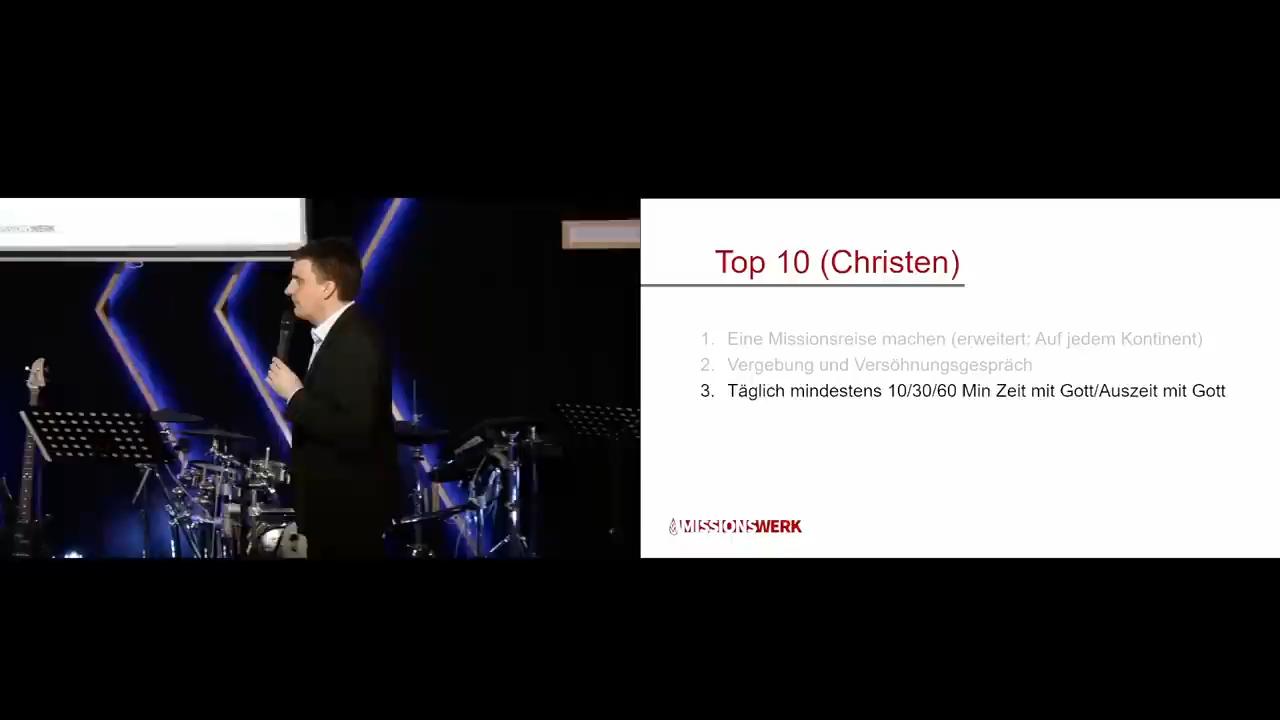 Top 10 (Christen)
1. Eine Missionsreise machen (erweitert: Auf jedem Kontinent)
2. Vergebung und Versöhnungsgespräch
3. Täglich mindestens 10/30/60 Min Zeit mit Gott/Auszeit mit Gott
MISSIONSWERK